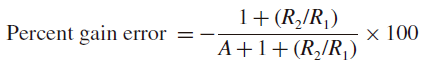 Percent gain error = − (1 + (R₂/R₁)) / (A + 1 + (R₂/R₁)) × 100